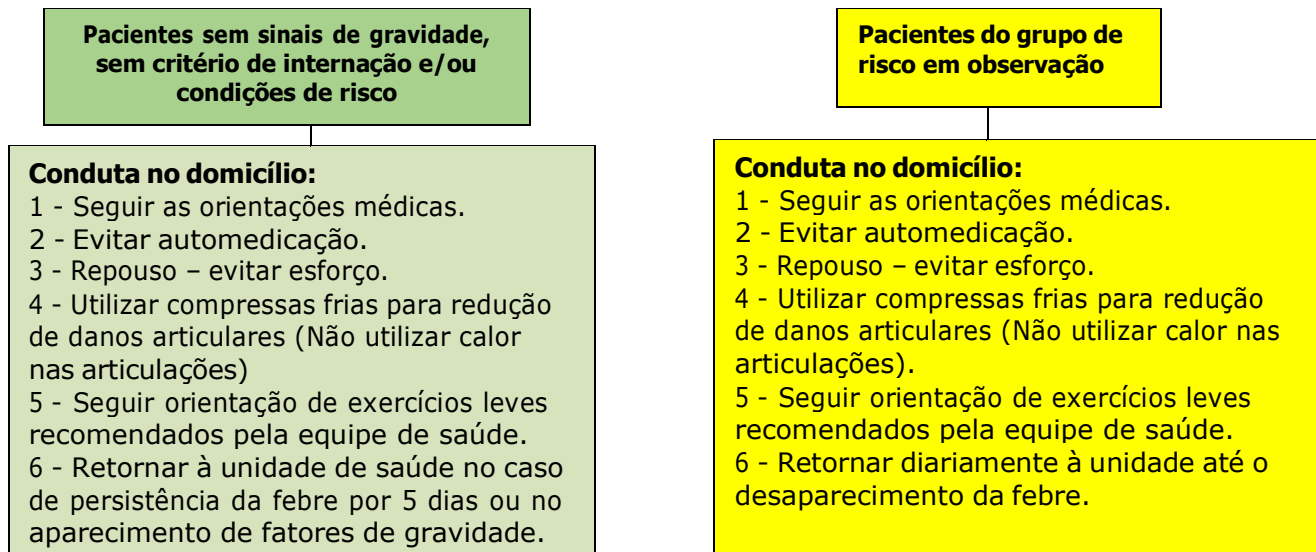 Pacientes sem sinais de gravidade,
sem critério de internação e/ou
condições de risco
Conduta no domicílio:
1 - Seguir as orientações médicas.
2 - Evitar automedicação.
3 - Repouso – evitar esforço.
4 - Utilizar compressas frias para redução
de danos articulares (Não utilizar calor
nas articulações)
5 - Seguir orientação de exercícios leves
recomendados pela equipe de saúde.
6 - Retornar à unidade de saúde no caso
de persistência da febre por 5 dias ou no
aparecimento de fatores de gravidade.
Pacientes do grupo de
risco em observação
Conduta no domicílio:
1 - Seguir as orientações médicas.
2 - Evitar automedicação.
3 - Repouso – evitar esforço.
4 - Utilizar compressas frias para redução
de danos articulares (Não utilizar calor nas
articulações).
5 - Seguir orientação de exercícios leves
recomendados pela equipe de saúde.
6 - Retornar diariamente à unidade até o
desaparecimento da febre.